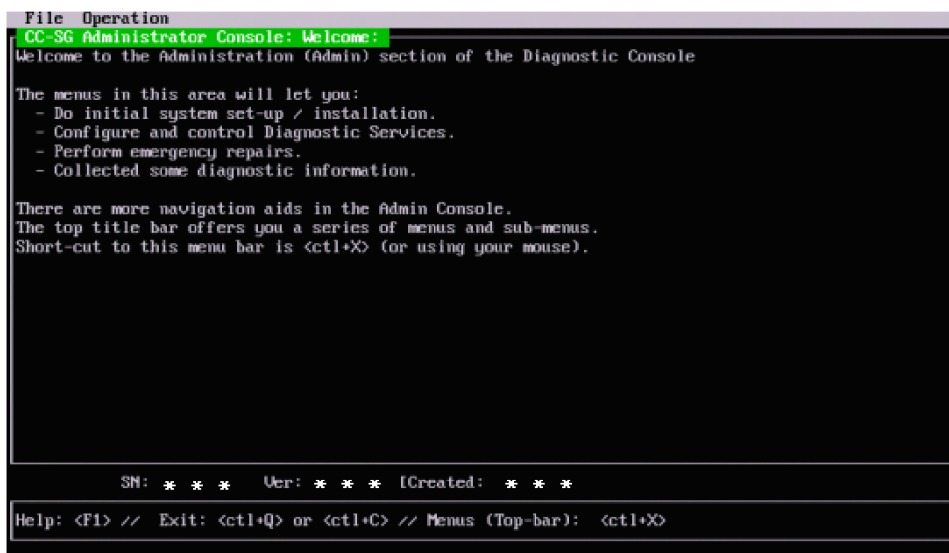 File Operation
CC-SG Administrator Console: Welcome:
Welcome to the Administration (Admin) section of the Diagnostic Console
The menus in this area will let you:
- Do initial system set-up / installation.
- Configure and control Diagnostic Services.
- Perform emergency repairs.
- Collected some diagnostic information.
There are more navigation aids in the Admin Console.
The top title bar offers you a series of menus and sub-menus.
Short-cut to this menu bar is <ctl+X> (or using your mouse).
SN: * * * Ver: * * * [Created: * * *
Help: <F1> // Exit: <ctl+Q> or <ctl+C> // Menus (Top-bar): <ctl+X>